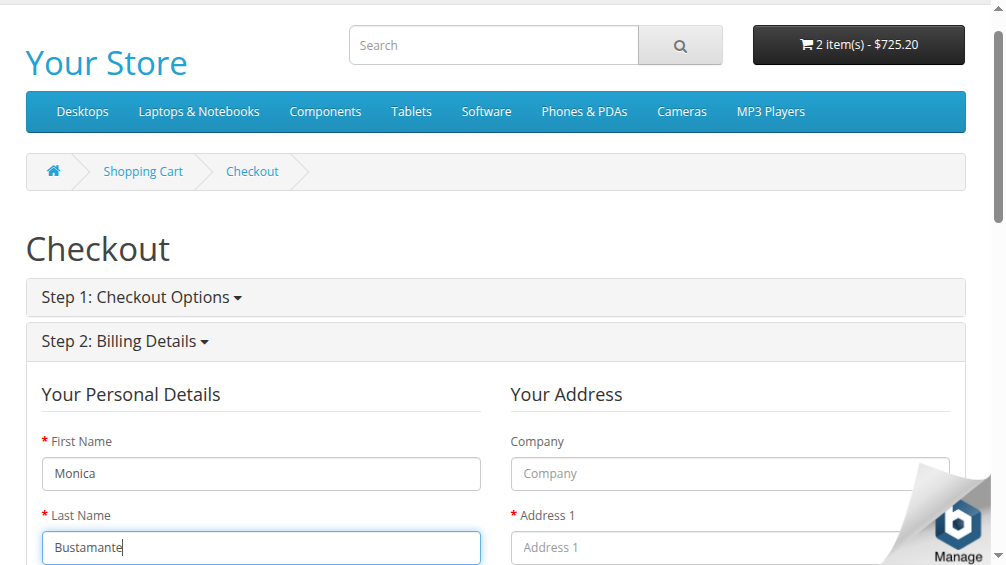 Your Store
Search
2 item(s) - $725.20
Desktops Laptops & Notebooks Components Tablets Software Phones & PDAs Cameras MP3 Players
Shopping Cart Checkout
Checkout
Step 1: Checkout Options
Step 2: Billing Details
Your Personal Details
* First Name
Monica
* Last Name
Bustamante
Your Address
Company
Company
* Address 1
Address 1
Manage